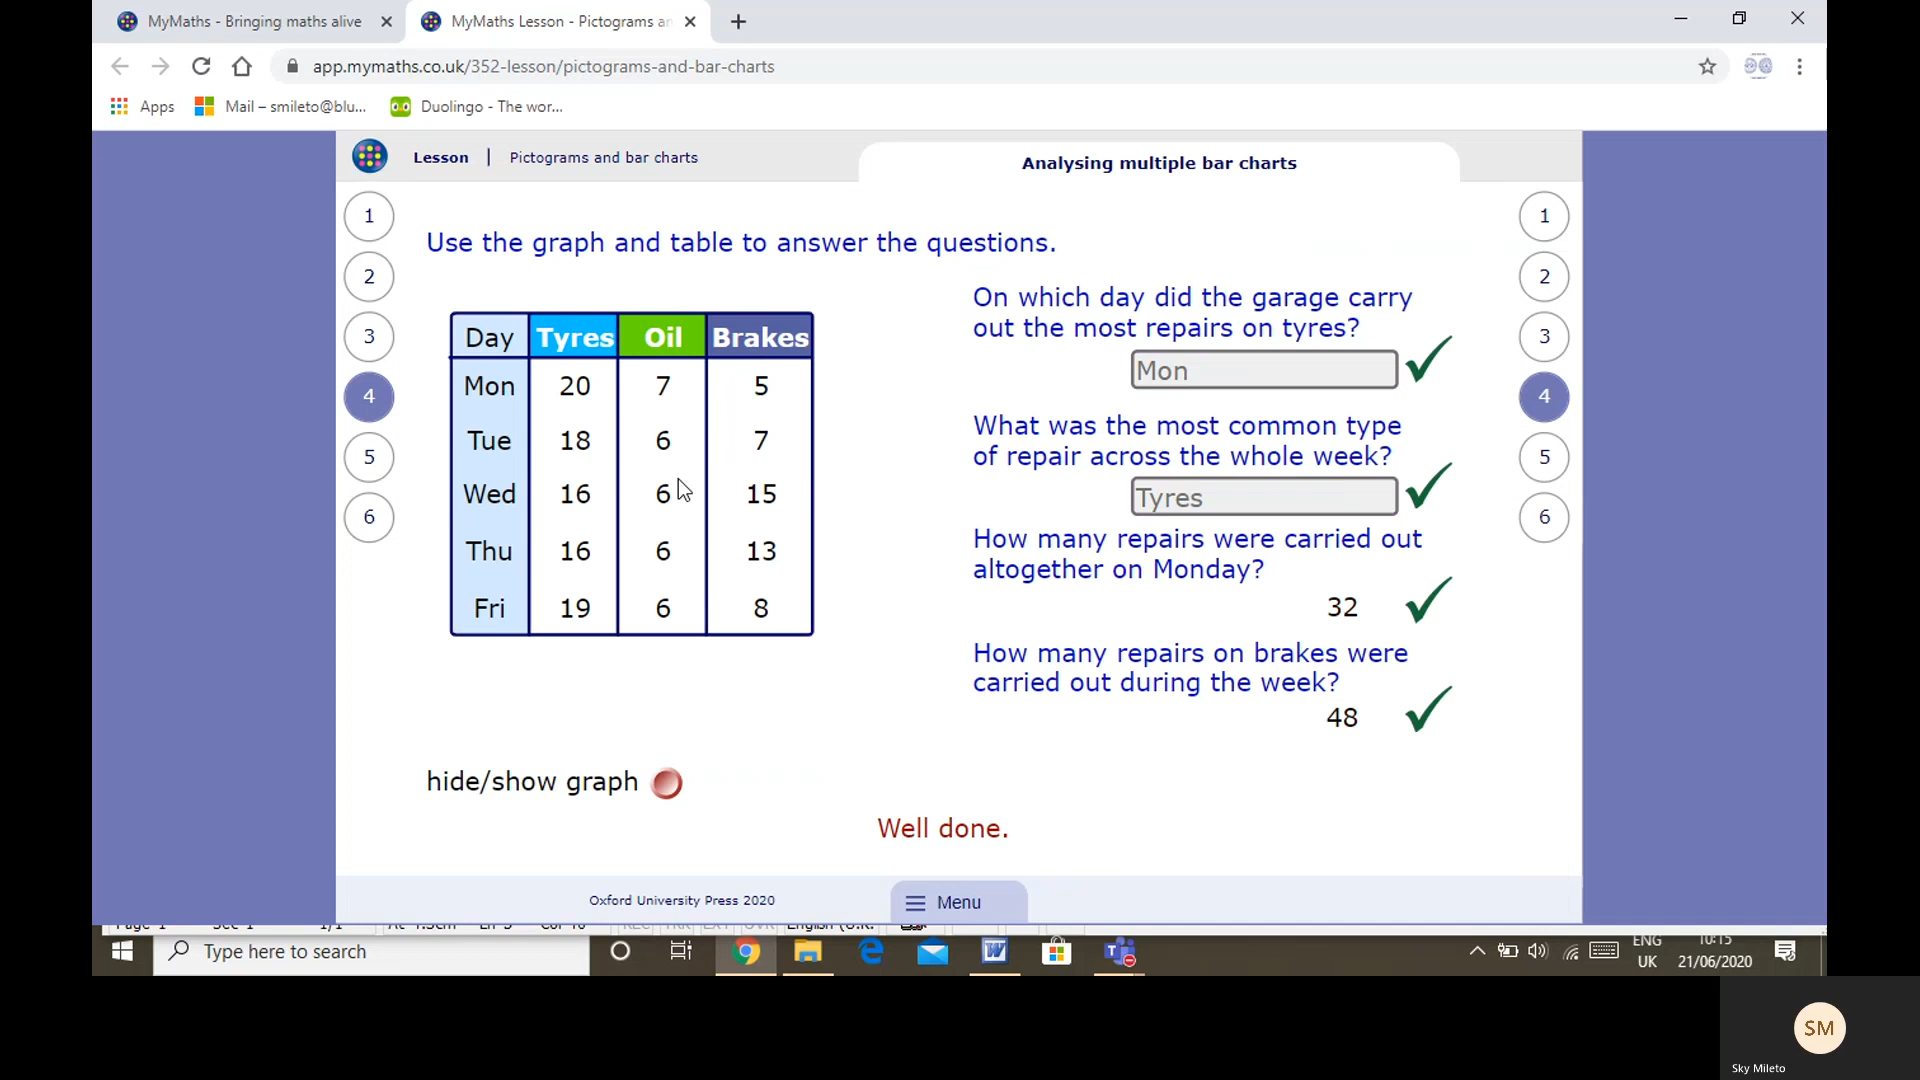 MyMaths - Bringing maths alive
MyMaths Lesson - Pictograms an
app.mymaths.co.uk/352-lesson/pictograms-and-bar-charts
Apps
Mail – smileto@blu...
Duolingo - The wor...
Lesson | Pictograms and bar charts
Analysing multiple bar charts
1
2
3
4
5
6
Use the graph and table to answer the questions.
Day Tyres Oil Brakes
Mon 20 7 5
Tue 18 6 7
Wed 16 6 15
Thu 16 6 13
Fri 19 6 8
hide/show graph
On which day did the garage carry
out the most repairs on tyres?
Mon
What was the most common type
of repair across the whole week?
Tyres
How many repairs were carried out
altogether on Monday?
32
How many repairs on brakes were
carried out during the week?
48
1
2
3
4
5
6
Well done.
Oxford University Press 2020
Menu
Type here to search
ENG
UK
10:15
21/06/2020
SM
Sky Mileto